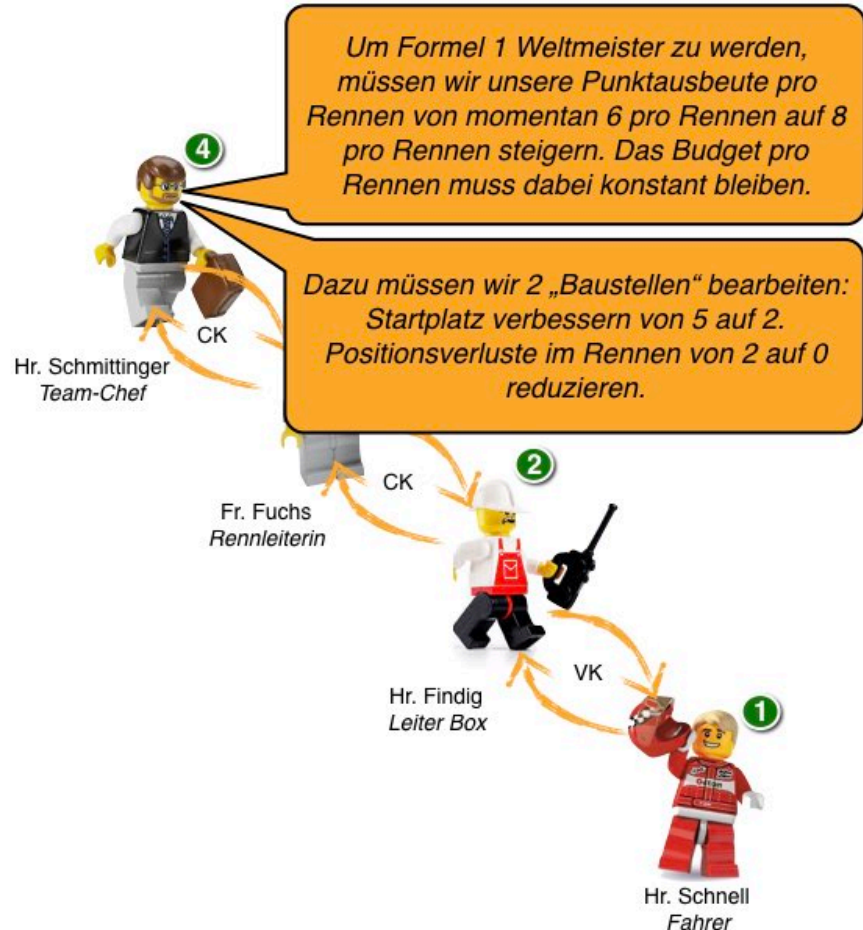 Um Formel 1 Weltmeister zu werden,
müssen wir unsere Punktausbeute pro
Rennen von momentan 6 pro Rennen auf 8
pro Rennen steigern. Das Budget pro
Rennen muss dabei konstant bleiben.
4
Dazu müssen wir 2 „Baustellen“ bearbeiten:
Startplatz verbessern von 5 auf 2.
Positionsverluste im Rennen von 2 auf 0
reduzieren.
CK
Hr. Schmittinger
Team-Chef
2
CK
Fr. Fuchs
Rennleiterin
VK
Hr. Findig
Leiter Box
1
Hr. Schnell
Fahrer